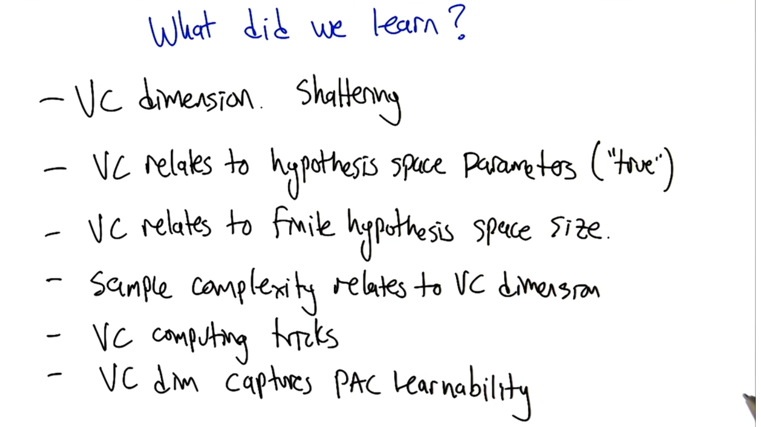 What did we learn?
- VC dimension. Shattering
- VC relates to hypothesis space parameters ("true")
- VC relates to finite hypothesis space size.
- Sample complexity relates to VC dimension
- VC computing tricks
- VC dim captures PAC learnability